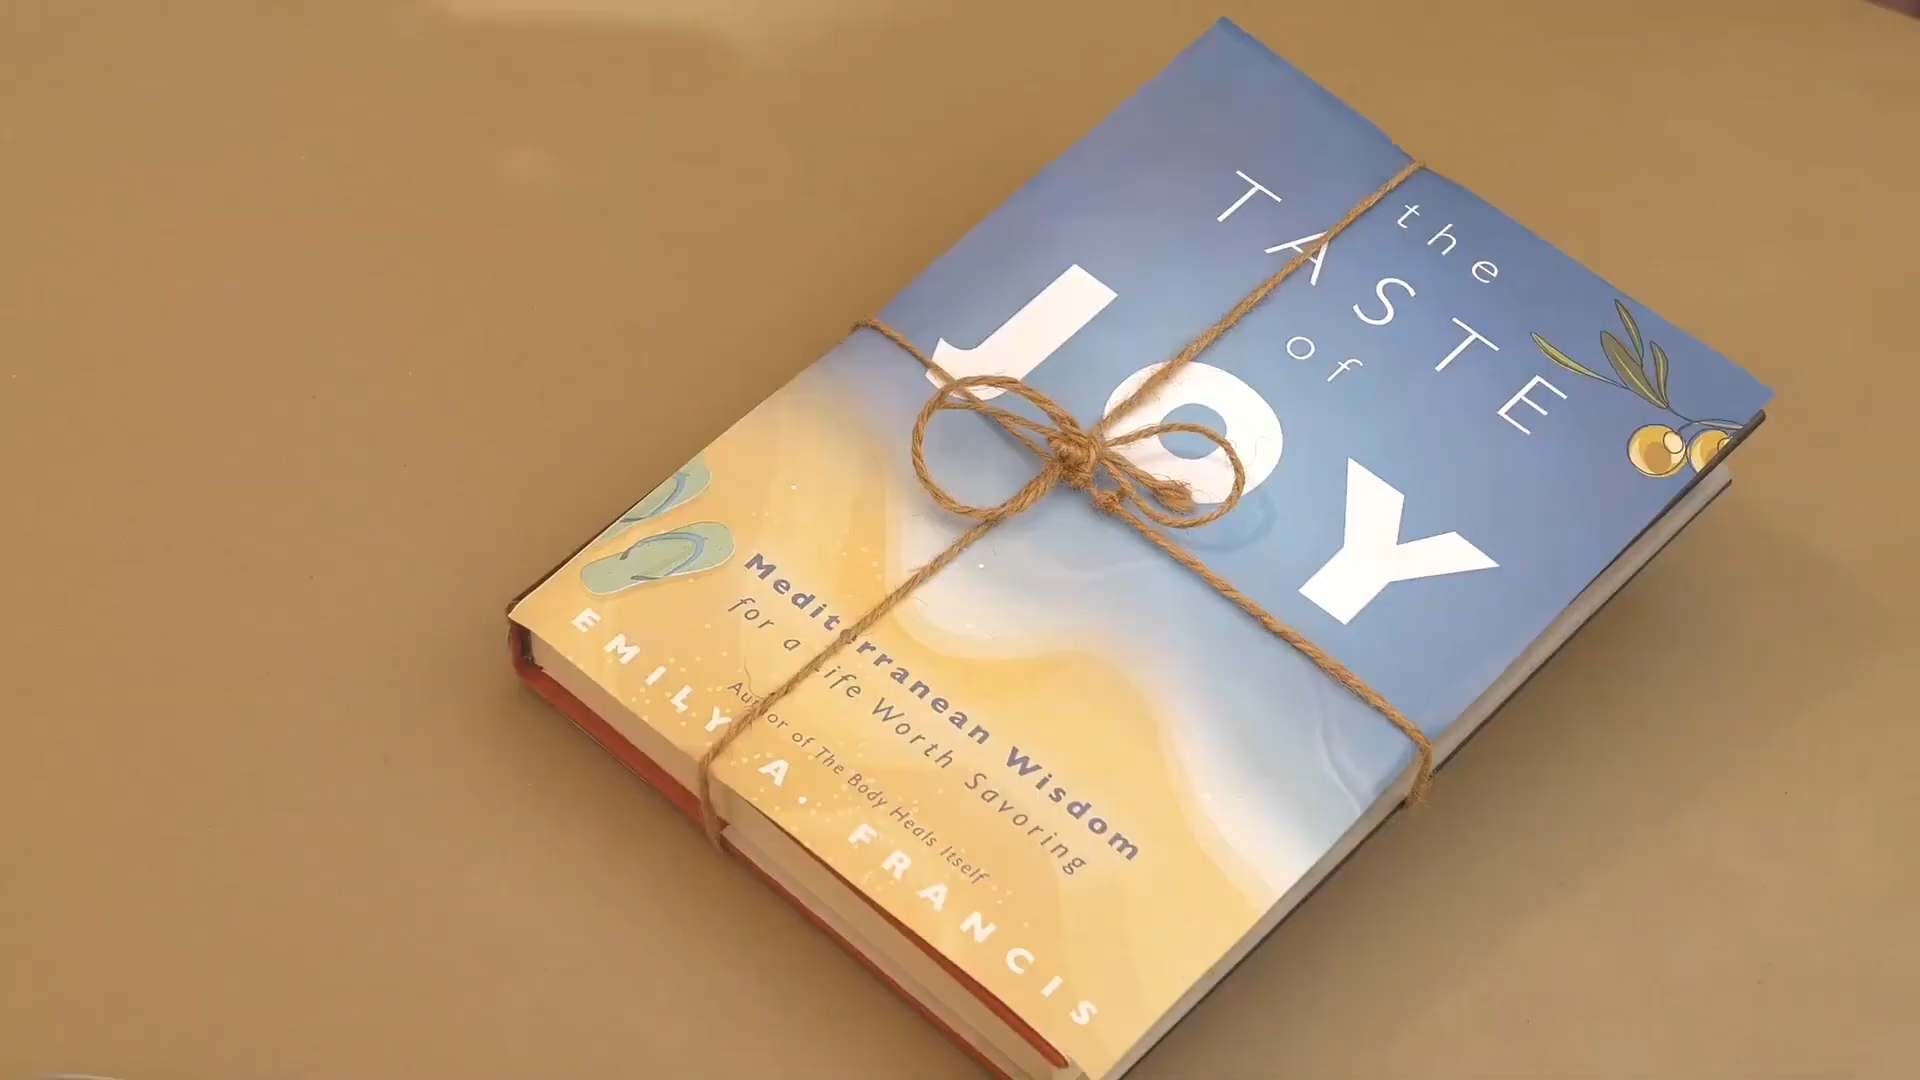 the
TASTE
of
JOY
Mediterranean Wisdom
for a Life Worth Savoring
Author of The Body Heals Itself
EMILY A. FRANCIS